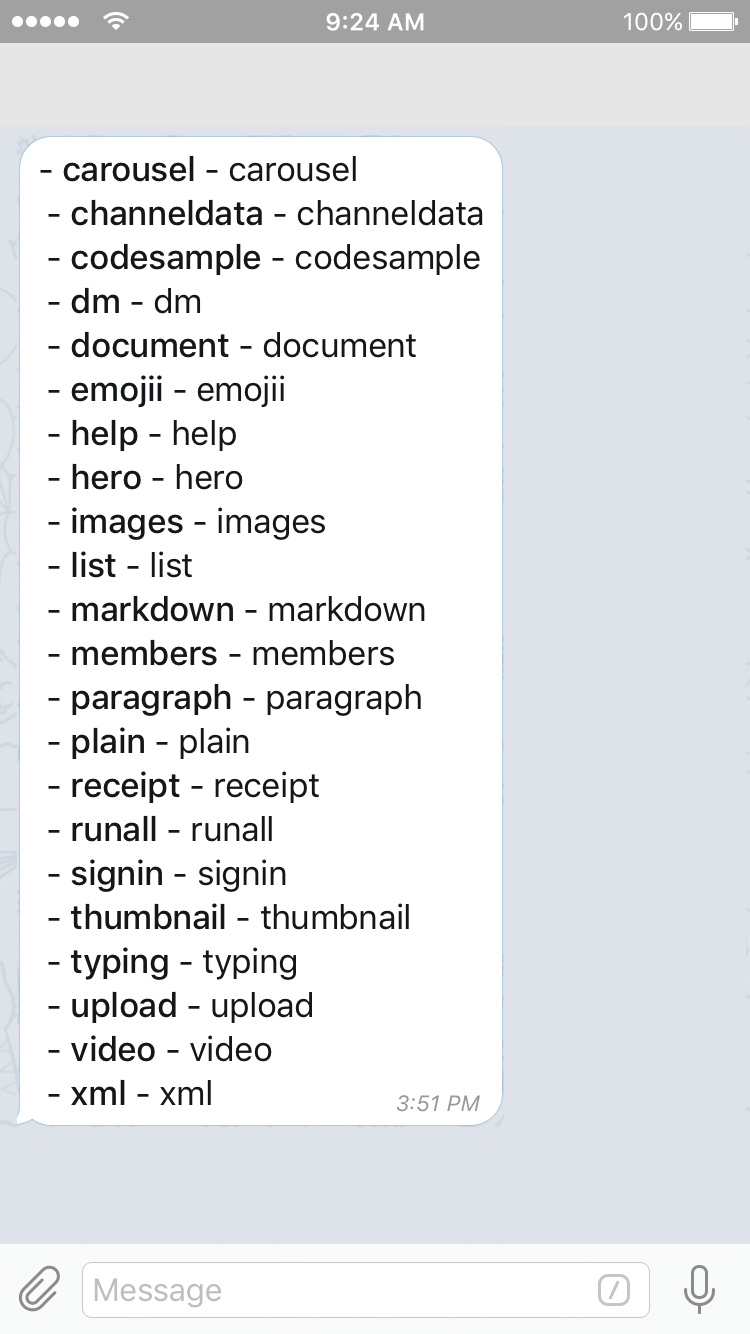 9:24 AM 100%
- carousel - carousel
- channeldata - channeldata
- codesample - codesample
- dm - dm
- document - document
- emojii - emojii
- help - help
- hero - hero
- images - images
- list - list
- markdown - markdown
- members - members
- paragraph - paragraph
- plain - plain
- receipt - receipt
- runall - runall
- signin - signin
- thumbnail - thumbnail
- typing - typing
- upload - upload
- video - video
- xml - xml
3:51 PM
Message